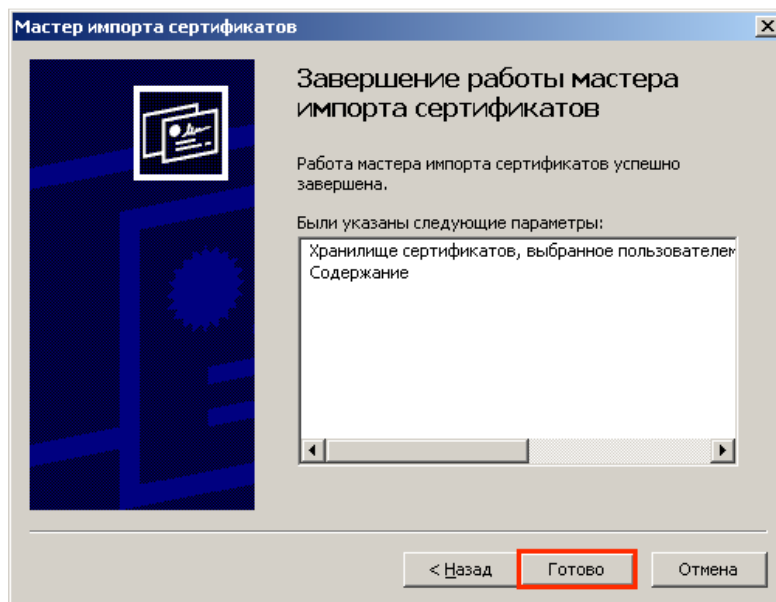 Мастер импорта сертификатов
Завершение работы мастера
импорта сертификатов
Работа мастера импорта сертификатов успешно
завершена.
Были указаны следующие параметры:
Хранилище сертификатов, выбранное пользователем
Содержание
< Назад Готово Отмена